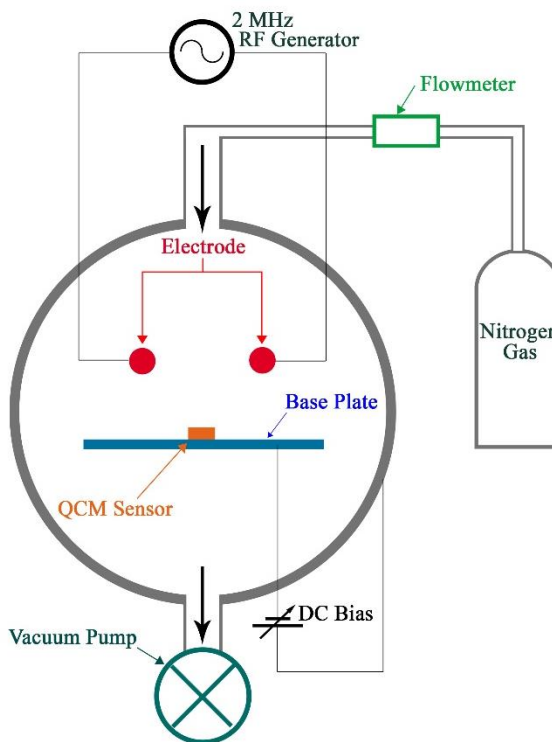 2 MHz
RF Generator
Flowmeter
Electrode
Nitrogen
Gas
Base Plate
QCM Sensor
DC Bias
Vacuum Pump